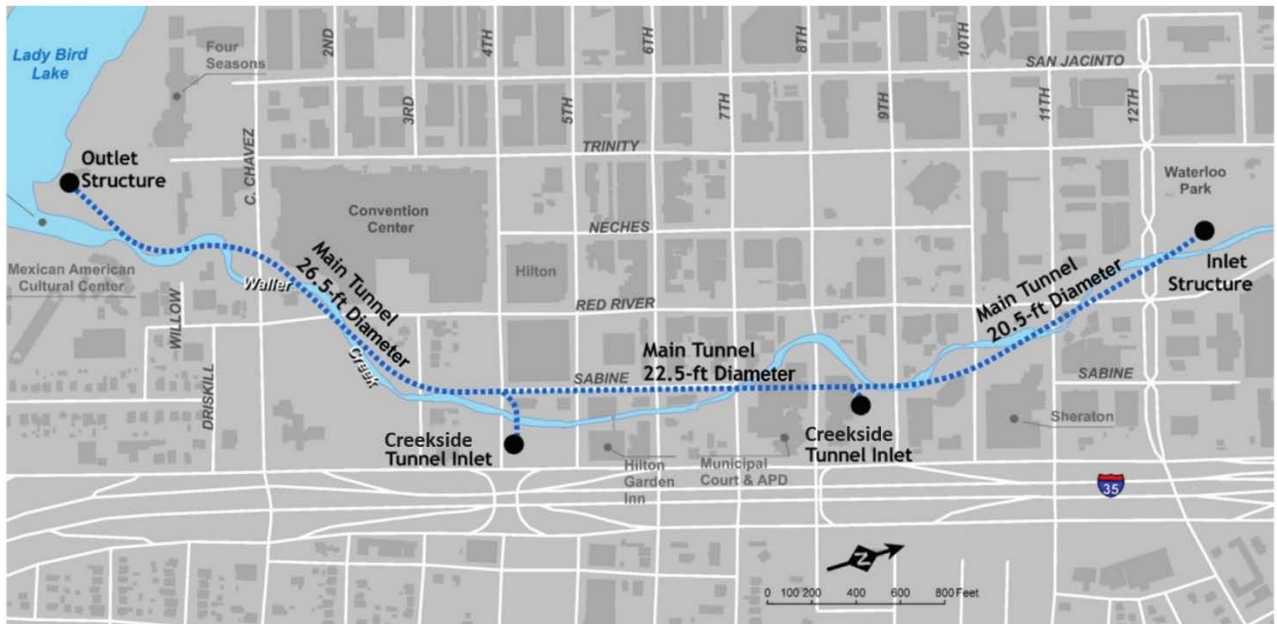 Lady Bird
Lake
Four
Seasons
2ND
4TH
6TH
8TH
10TH
SAN JACINTO
3RD
5TH
7TH
9TH
11TH
12TH
C. CHAVEZ
TRINITY
Outlet
Structure
Waterloo
Park
Convention
Center
NECHES
Mexican American
Cultural Center
Waller
Creek
Main Tunnel
26.5-ft Diameter
Hilton
RED RIVER
Main Tunnel
20.5-ft Diameter
Inlet
Structure
WILLOW
DRISKILL
Main Tunnel
22.5-ft Diameter
SABINE
SABINE
Sheraton
Creekside
Tunnel Inlet
Creekside
Tunnel Inlet
Hilton
Garden
Inn
Municipal
Court & APD
35
N
0 100 200 400 600 800 Feet